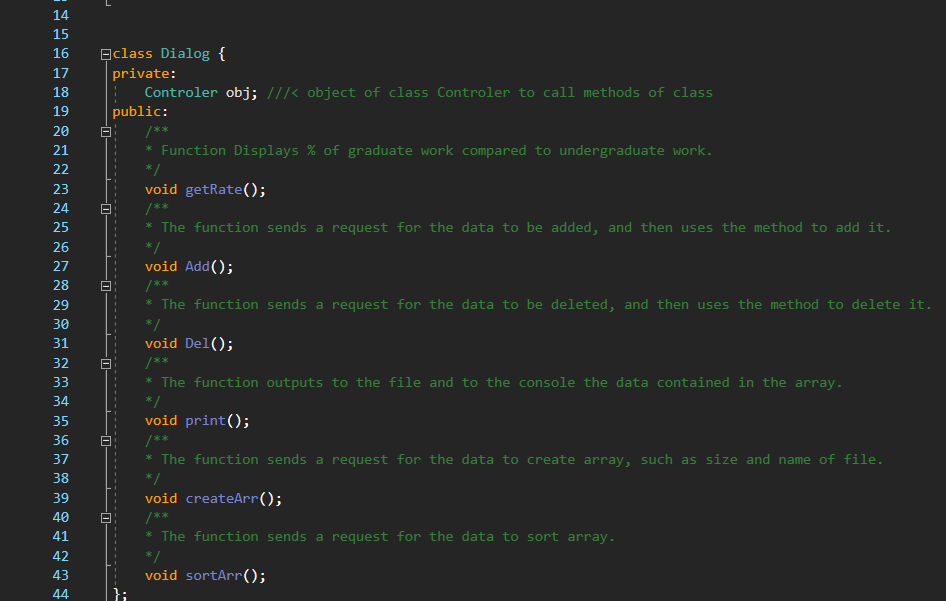 14
15
16 class Dialog {
17 private:
18 Controler obj; ///< object of class Controler to call methods of class
19 public:
20 /**
21 * Function Displays % of graduate work compared to undergraduate work.
22 */
23 void getRate();
24 /**
25 * The function sends a request for the data to be added, and then uses the method to add it.
26 */
27 void Add();
28 /**
29 * The function sends a request for the data to be deleted, and then uses the method to delete it.
30 */
31 void Del();
32 /**
33 * The function outputs to the file and to the console the data contained in the array.
34 */
35 void print();
36 /**
37 * The function sends a request for the data to create array, such as size and name of file.
38 */
39 void createArr();
40 /**
41 * The function sends a request for the data to sort array.
42 */
43 void sortArr();
44 };